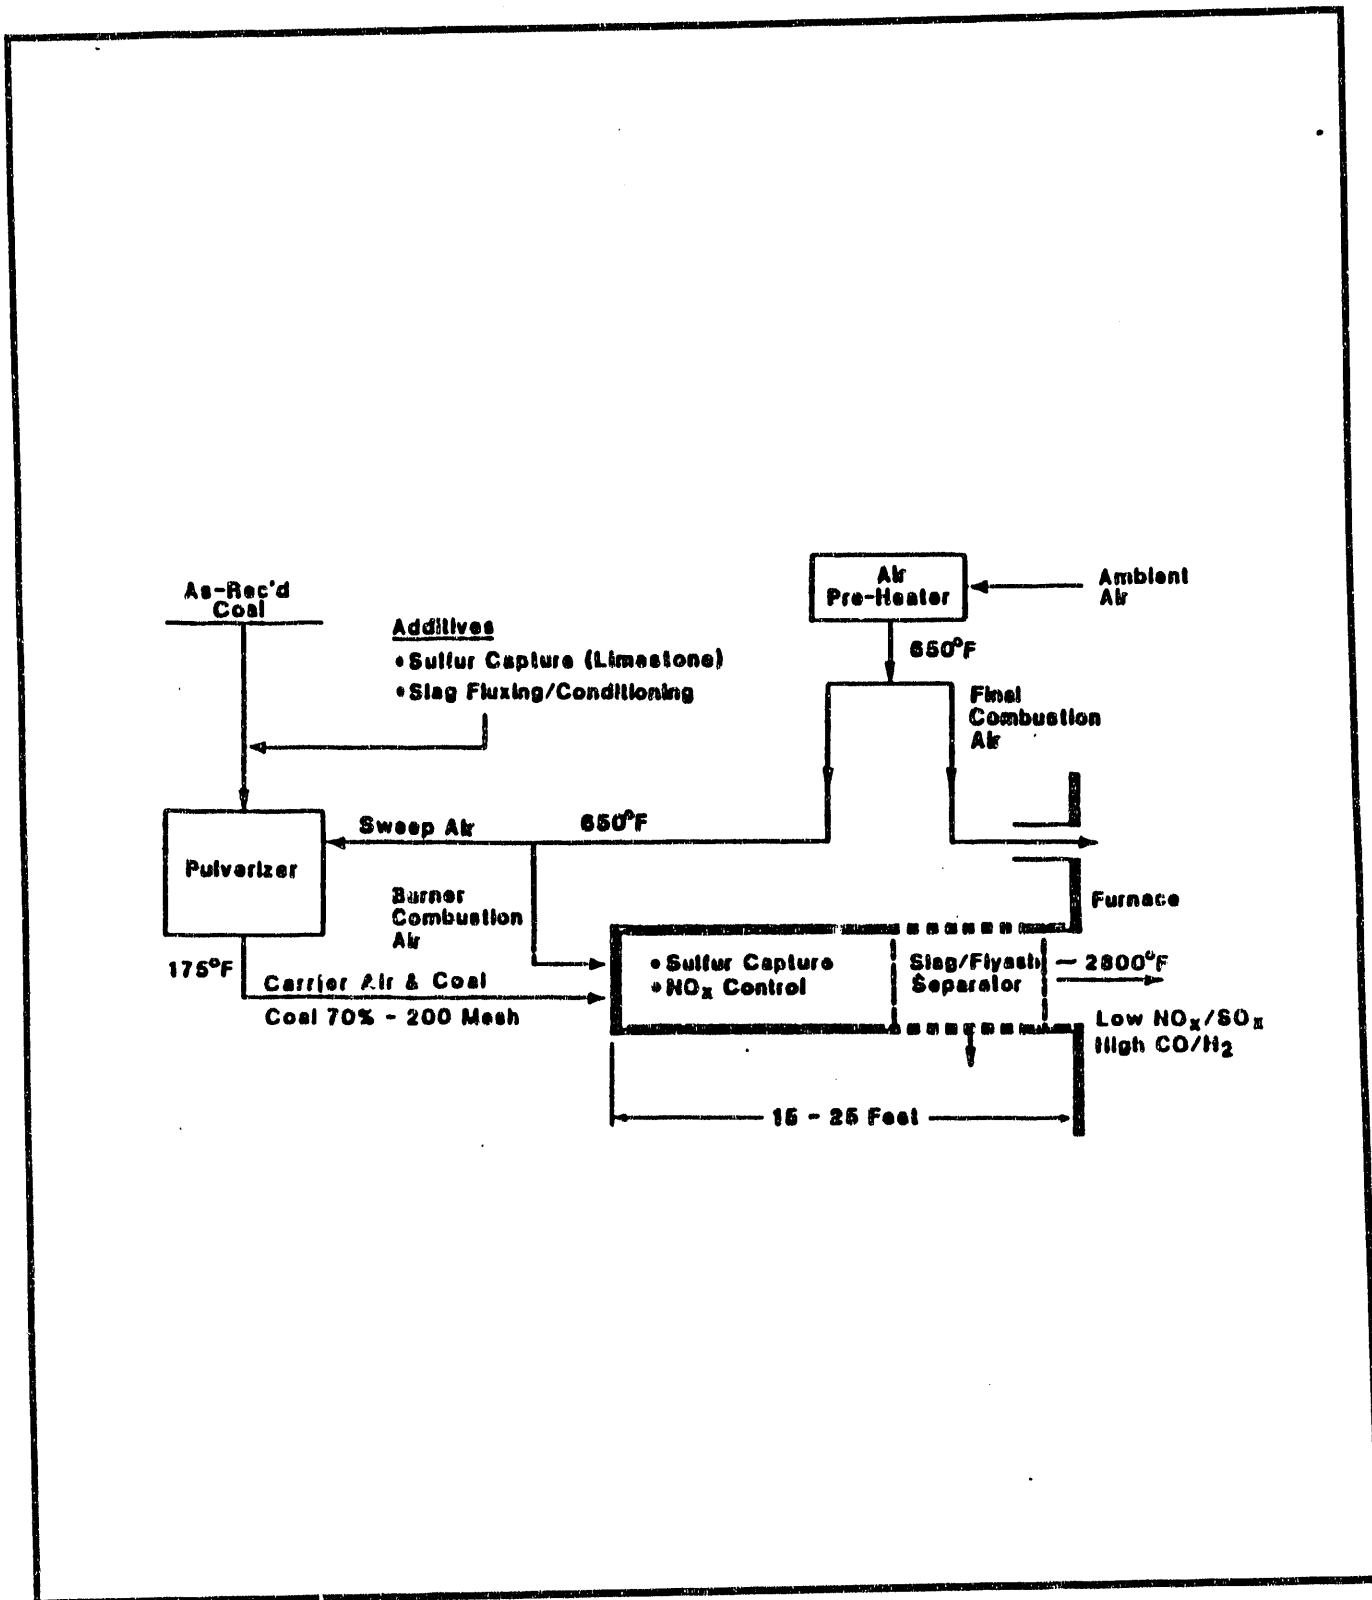 As-Rec'd
Coal
Additives
•Sulfur Capture (Limestone)
•Slag Fluxing/Conditioning
Air
Pre-Heater
Ambient
Air
650°F
Final
Combustion
Air
Sweep Air
650°F
Pulverizer
Burner
Combustion
Air
Furnace
175°F
Carrier Air & Coal
Coal 70% - 200 Mesh
• Sulfur Capture
• NOx Control
Slag/Flyash
Separator
~ 2800°F
Low NOx/SOx
High CO/H2
15 - 25 Feet